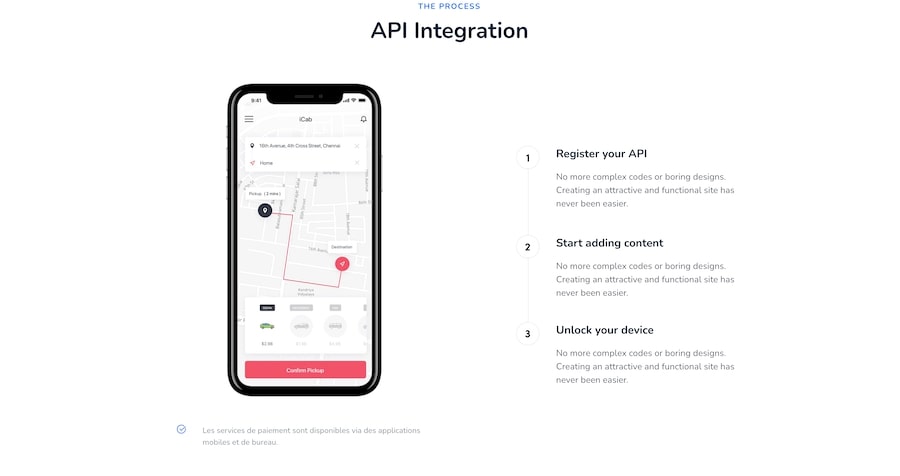 THE PROCESS
API Integration
9:41
iCab
15th Avenue, 4th Cross Street, Chennai
Home
Pickup ( 2 mins )
Destination
$2.98
Confirm Pickup
1
Register your API
No more complex codes or boring designs.
Creating an attractive and functional site has
never been easier.
2
Start adding content
No more complex codes or boring designs.
Creating an attractive and functional site has
never been easier.
3
Unlock your device
No more complex codes or boring designs.
Creating an attractive and functional site has
never been easier.
Les services de paiement sont disponibles via des applications
mobiles et de bureau.